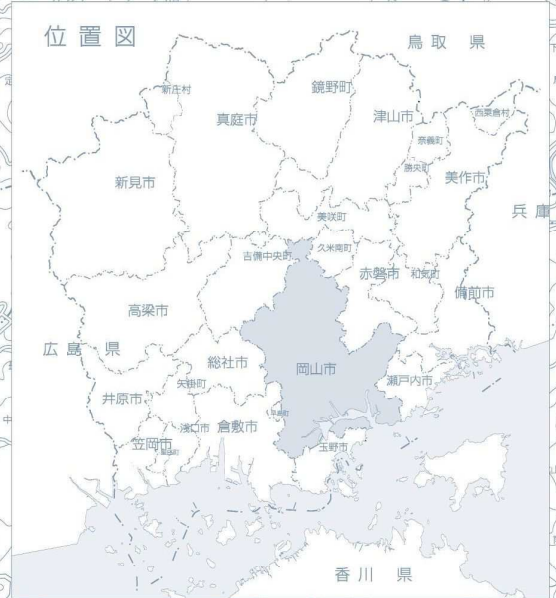 位置図
鳥取県
新庄村
真庭市
鏡野町
津山市
西粟倉村
奈義町
勝央町
美作市
新見市
兵庫
美咲町
吉備中央町
久米南町
赤磐市
和気町
備前市
高梁市
広島県
総社市
岡山市
瀬戸内市
矢掛町
井原市
早島町
浅口市
倉敷市
笠岡市
玉野市
香川県